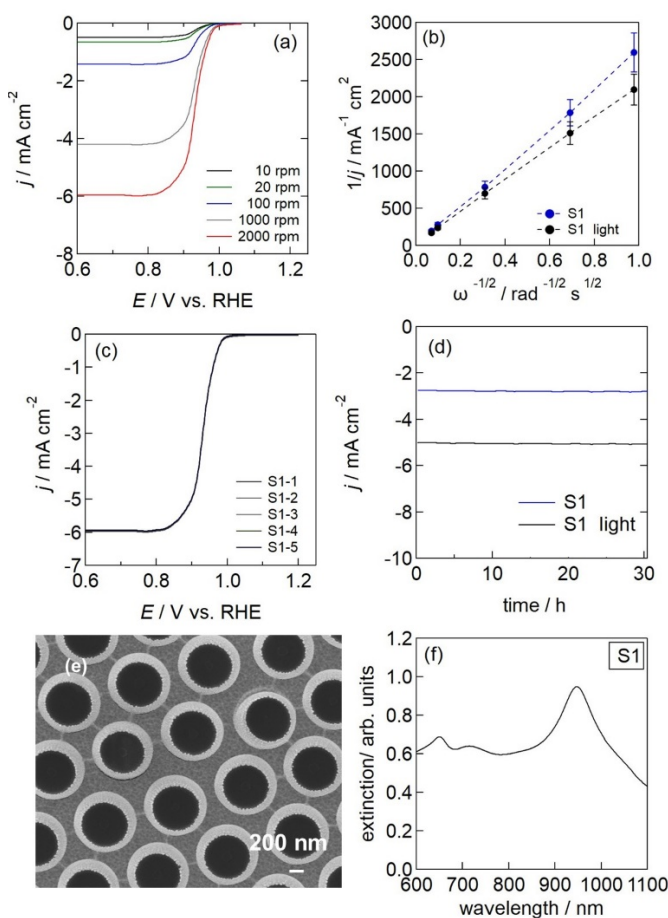 (a)
0
-2
-4
-6
-8
j / mA cm-2
10 rpm
20 rpm
100 rpm
1000 rpm
2000 rpm
0.6 0.8 1.0 1.2
E / V vs. RHE
(b)
3000
2500
2000
1500
1000
500
0
1/j / mA-1 cm2
S1
S1 light
0.0 0.2 0.4 0.6 0.8 1.0
ω -1/2 / rad -1/2 s1/2
(c)
0
-1
-2
-3
-4
-5
-6
-7
j / mA cm-2
S1-1
S1-2
S1-3
S1-4
S1-5
0.6 0.8 1.0 1.2
E / V vs. RHE
(d)
0
-2
-4
-6
-8
-10
j / mA cm-2
S1
S1 light
0 10 20 30
time / h
(e)
200 nm
(f)
S1
1.2
1.0
0.8
0.6
0.4
0.2
0.0
extinction/ arb. units
600 700 800 900 1000 1100
wavelength / nm